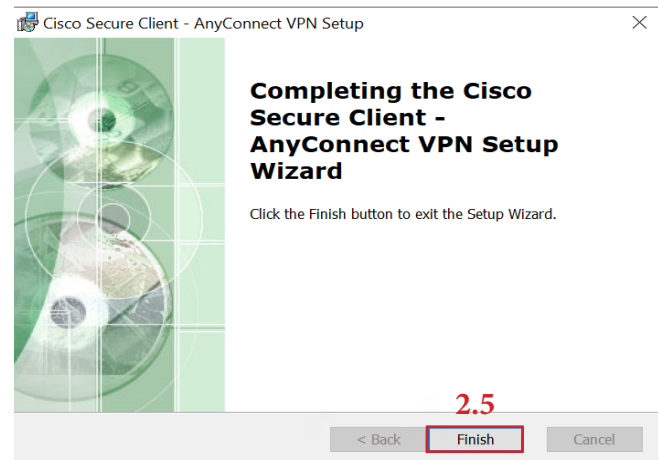 Cisco Secure Client - AnyConnect VPN Setup
Completing the Cisco
Secure Client -
AnyConnect VPN Setup
Wizard
Click the Finish button to exit the Setup Wizard.
2.5
< Back Finish Cancel